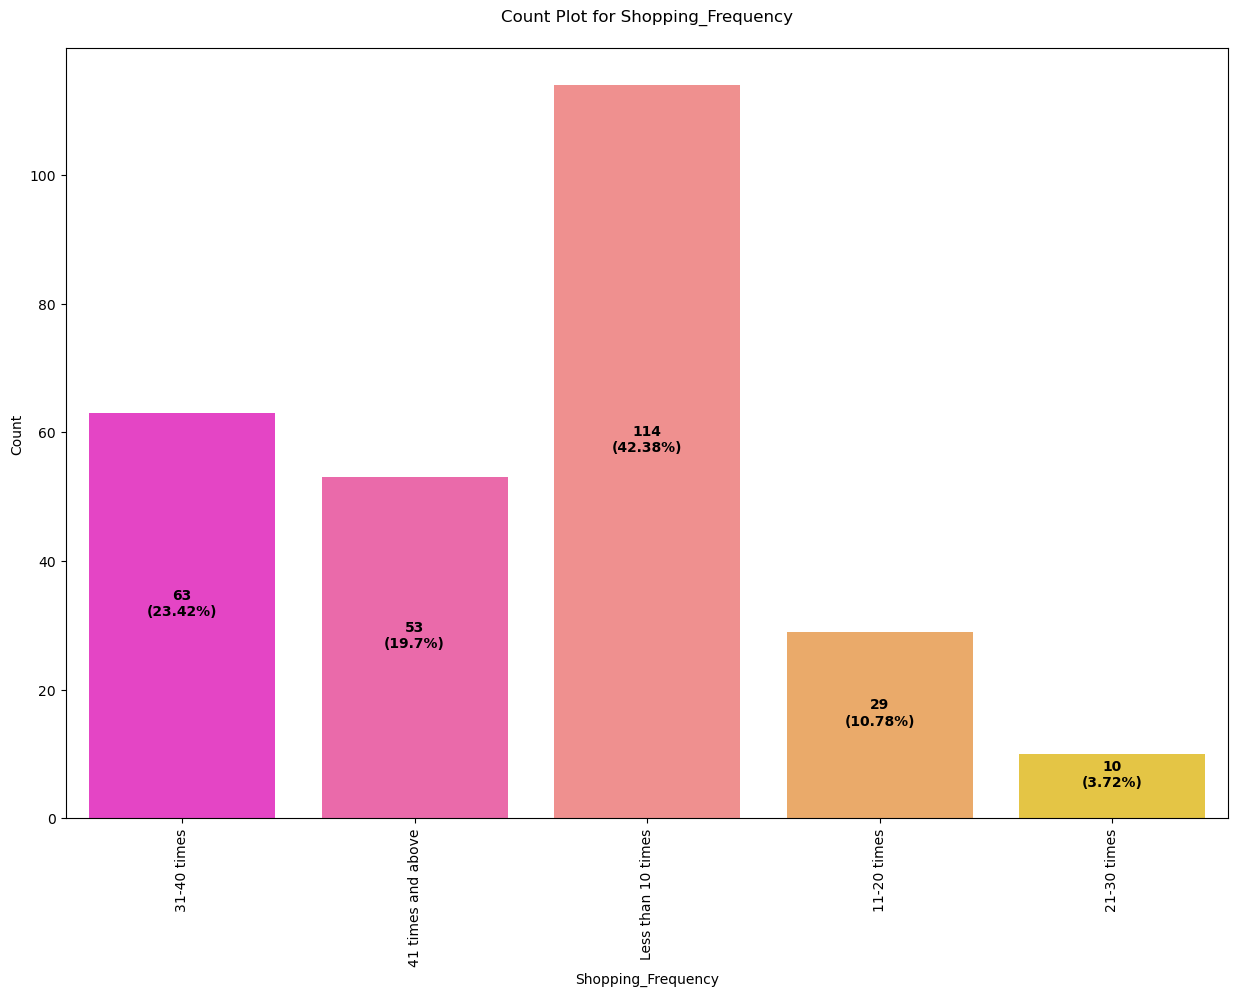 Count Plot for Shopping_Frequency
Count
100
80
60
40
20
0
63
(23.42%)
53
(19.7%)
114
(42.38%)
29
(10.78%)
10
(3.72%)
31-40 times
41 times and above
Less than 10 times
11-20 times
21-30 times
Shopping_Frequency